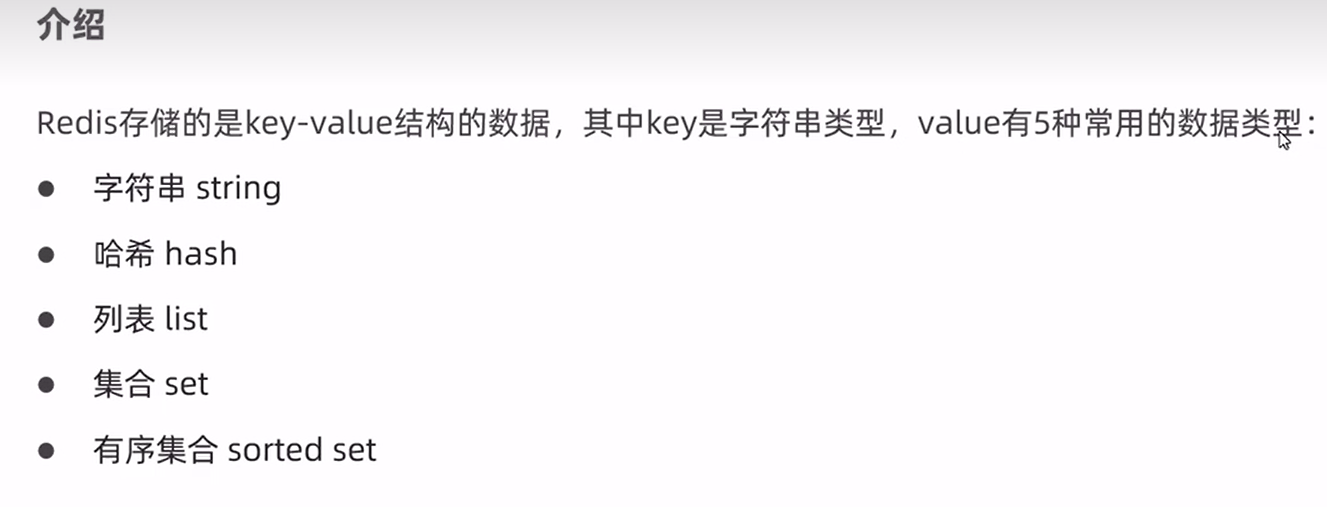 介绍
Redis存储的是key-value结构的数据，其中key是字符串类型，value有5种常用的数据类型：
● 字符串 string
● 哈希 hash
● 列表 list
● 集合 set
● 有序集合 sorted set